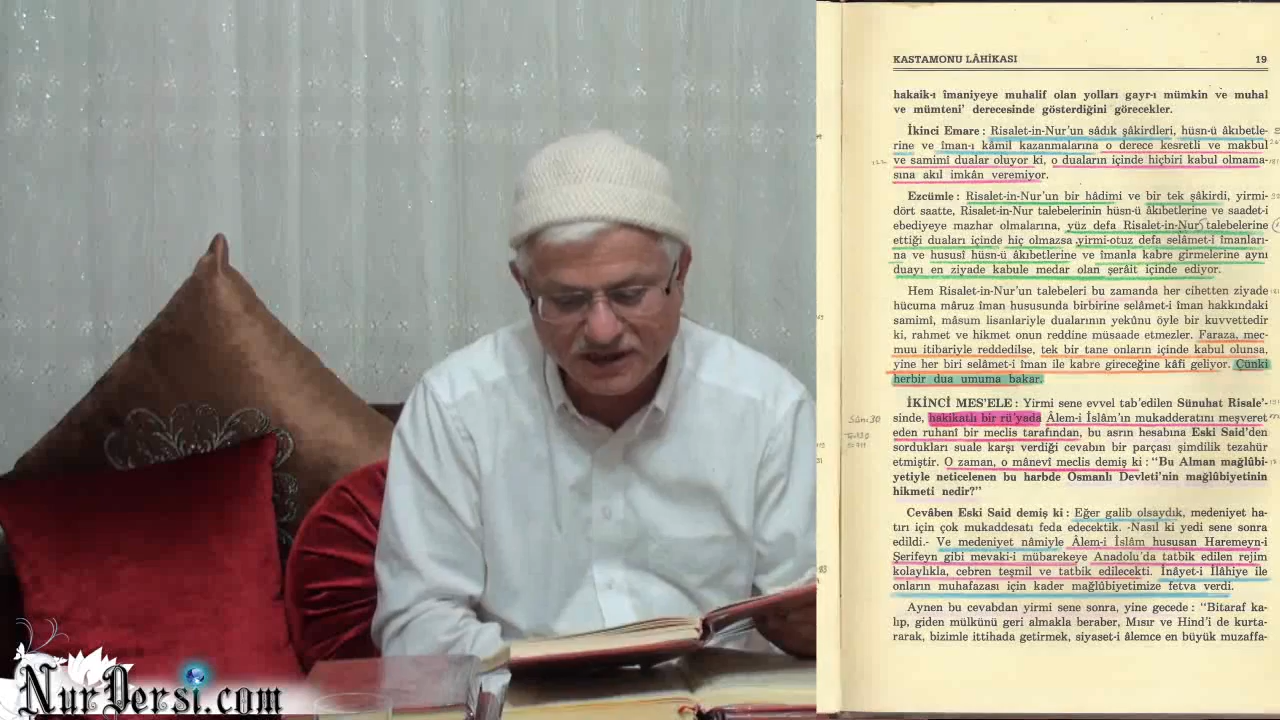 KASTAMONU LÂHİKASI 19
hakaik-ı îmaniyeye muhalif olan yolları gayr-ı mümkin ve muhal
ve mümteni' derecesinde gösterdiğini görecekler.
İkinci Emare : Risalet-in-Nur'un sâdık şâkirdleri, hüsn-ü âkıbetle-
rine ve îman-ı kâmil kazanmalarına o derece kesretli ve makbul
ve samimî dualar oluyor ki, o duaların içinde hiçbiri kabul olmama-
sına akıl imkân veremiyor.
Ezcümle : Risalet-in-Nur'un bir hâdimi ve bir tek şâkirdi, yirmi-
dört saatte, Risalet-in-Nur talebelerinin hüsn-ü âkıbetlerine ve saadet-i
ebediyeye mazhar olmalarına, yüz defa Risalet-in-Nur talebelerine
ettiği duaları içinde hiç olmazsa yirmi-otuz defa selâmet-i îmanları-
na ve hususî hüsn-ü âkıbetlerine ve îmanla kabre girmelerine aynı
duayı en ziyade kabule medar olan şerâit içinde ediyor.
Hem Risalet-in-Nur'un talebeleri bu zamanda her cihetten ziyade
hücuma mâruz îman hususunda birbirine selâmet-i îman hakkındaki
samimî, mâsum lisanlariyle dualarının yekûnu öyle bir kuvvettedir
ki, rahmet ve hikmet onun reddine müsaade etmezler. Faraza, mec-
muu itibariyle reddedilse, tek bir tane onların içinde kabul olunsa,
yine her biri selâmet-i îman ile kabre gireceğine kâfi geliyor. Çünki
herbir dua umuma bakar.
İKİNCİ MES'ELE : Yirmi sene evvel tab'edilen Sünuhat Risale'-
sinde, hakikatlı bir rü'yada Âlem-i İslâm'ın mukadderatını meşveret
eden ruhanî bir meclis tarafından, bu asrın hesabına Eski Said'den
sordukları suale karşı verdiği cevabın bir parçası şimdilik tezahür
etmiştir. O zaman, o mânevî meclis demiş ki : "Bu Alman mağlûbi-
yetiyle neticelenen bu harbde Osmanlı Devleti'nin mağlûbiyetinin
hikmeti nedir?"
Cevâben Eski Said demiş ki : Eğer galib olsaydık, medeniyet ha-
tırı için çok mukaddesatı feda edecektik. -Nasıl ki yedi sene sonra
edildi.- Ve medeniyet nâmiyle Âlem-i İslâm hususan Haremeyn-i
Şerifeyn gibi mevaki-i mübarekeye Anadolu'da tatbik edilen rejim
kolaylıkla, cebren teşmil ve tatbik edilecekti. İnâyet-i İlâhiye ile
onların muhafazası için kader mağlûbiyetimize fetva verdi.
Aynen bu cevabdan yirmi sene sonra, yine gecede : "Bitaraf ka-
lıp, giden mülkünü geri almakla beraber, Mısır ve Hind'i de kurta-
rarak, bizimle ittihada getirmek, siyaset-i âlemce en büyük muzaffa-
NurDersi.com